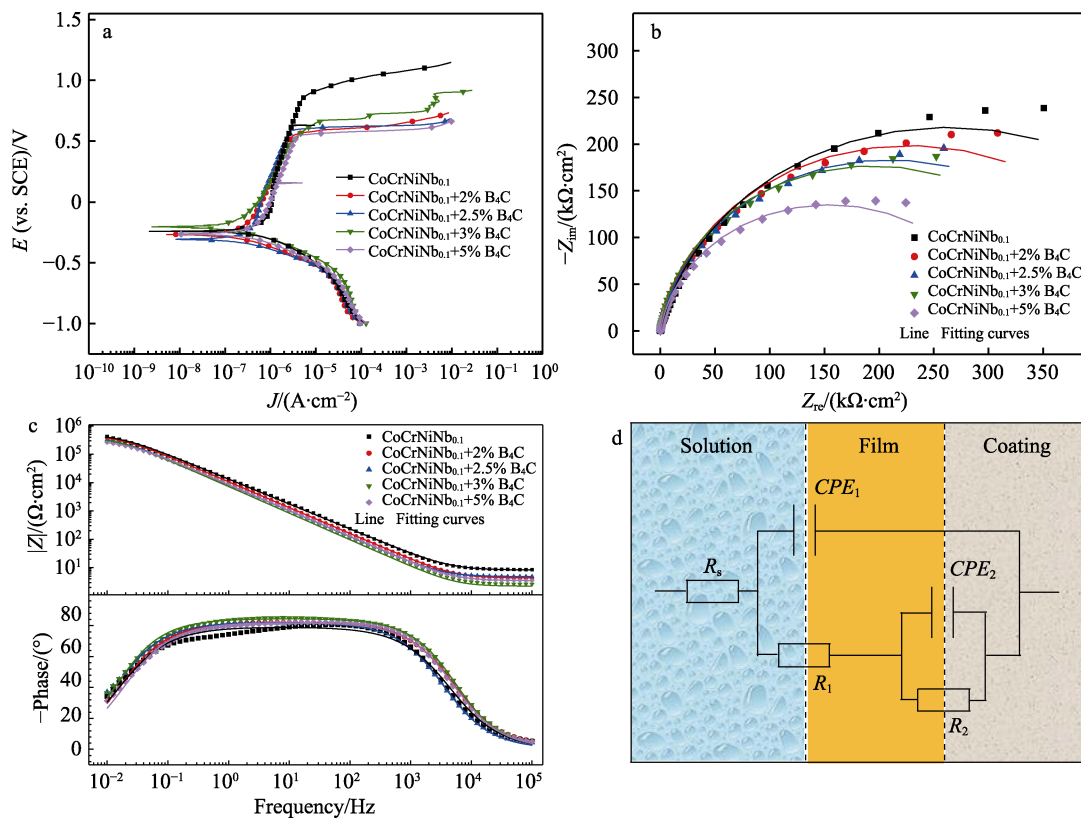 a
1.5
1.0
0.5
0
−0.5
−1.0
E (vs. SCE)/V
CoCrNiNb0.1
CoCrNiNb0.1+2% B4C
CoCrNiNb0.1+2.5% B4C
CoCrNiNb0.1+3% B4C
CoCrNiNb0.1+5% B4C
10−10 10−9 10−8 10−7 10−6 10−5 10−4 10−3 10−2 10−1 100
J/(A·cm−2)
b
300
250
200
150
100
50
0
−Zim/(kΩ·cm2)
CoCrNiNb0.1
CoCrNiNb0.1+2% B4C
CoCrNiNb0.1+2.5% B4C
CoCrNiNb0.1+3% B4C
CoCrNiNb0.1+5% B4C
Line Fitting curves
0 50 100 150 200 250 300 350
Zre/(kΩ·cm2)
c
106
105
104
103
102
101
|Z|/(Ω·cm2)
CoCrNiNb0.1
CoCrNiNb0.1+2% B4C
CoCrNiNb0.1+2.5% B4C
CoCrNiNb0.1+3% B4C
CoCrNiNb0.1+5% B4C
Line Fitting curves
80
60
40
20
0
−Phase/(°)
10−2 10−1 100 101 102 103 104 105
Frequency/Hz
d
Solution Film Coating
CPE1
Rs
CPE2
R1
R2